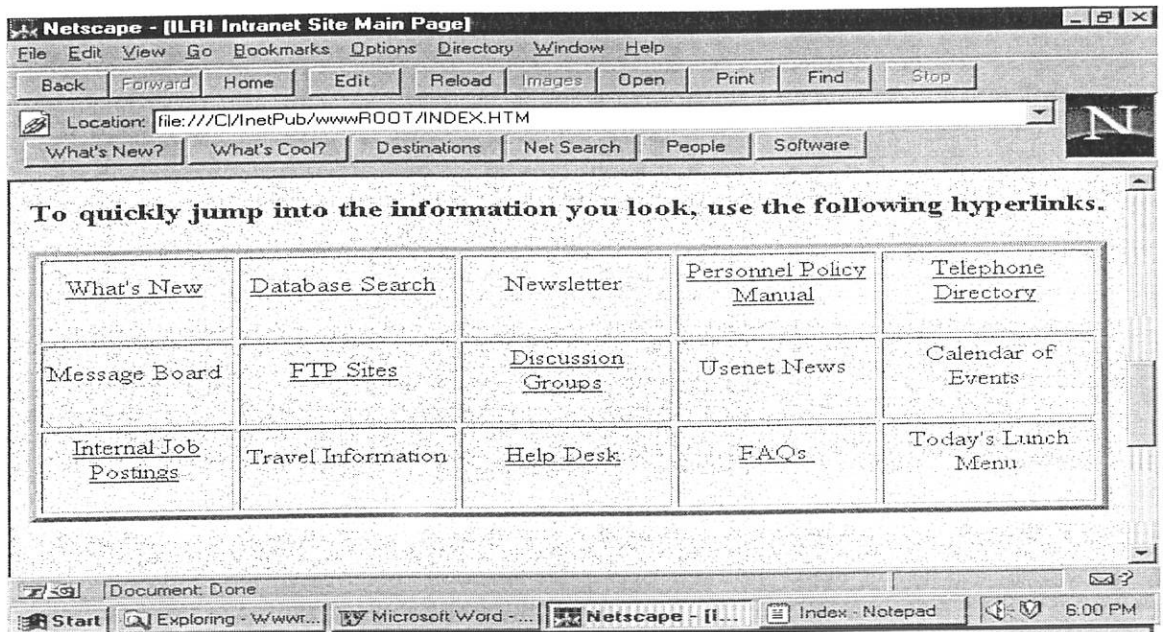 Netscape - [ILRI Intranet Site Main Page]
File Edit View Go Bookmarks Options Directory Window Help
Back Forward Home Edit Reload Images Open Print Find Stop
Location: file:///C|/InetPub/wwwROOT/INDEX.HTM
N
What's New? What's Cool? Destinations Net Search People Software
To quickly jump into the information you look, use the following hyperlinks.
What's New
Database Search
Newsletter
Personnel Policy
Manual
Telephone
Directory
Message Board
FTP Sites
Discussion
Groups
Usenet News
Calendar of
Events
Internal Job
Postings
Travel Information
Help Desk
FAQs
Today's Lunch
Menu
Document: Done
Start Exploring - Wwwr... Microsoft Word - ... Netscape - [I... Index - Notepad 6:00 PM